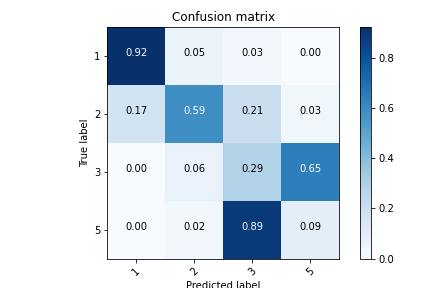 Confusion matrix
1 0.92 0.05 0.03 0.00
2 0.17 0.59 0.21 0.03
3 0.00 0.06 0.29 0.65
5 0.00 0.02 0.89 0.09
1 2 3 5
True label
Predicted label
0.8
0.6
0.4
0.2
0.0